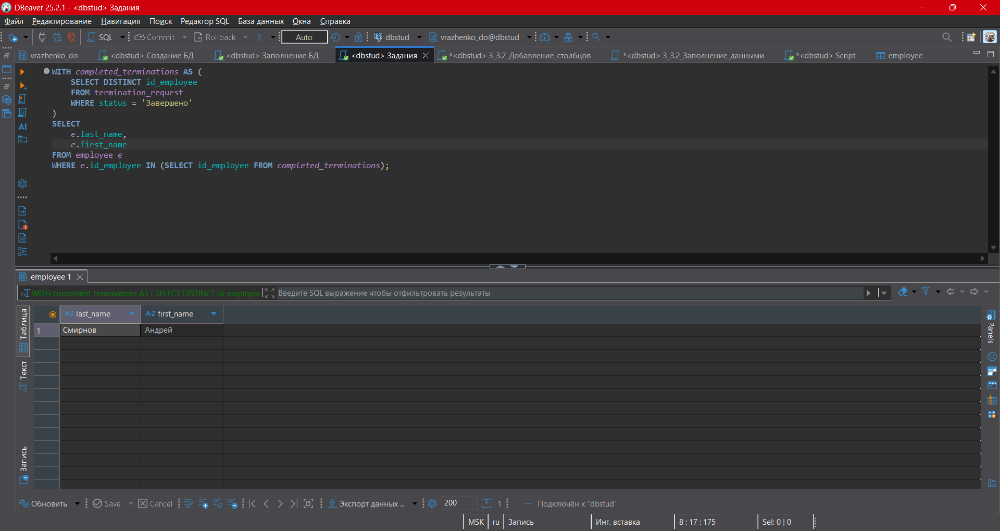 DBeaver 25.2.1 - <dbstud> Задания
Файл Редактирование Навигация Поиск Редактор SQL База данных Окна Справка
SQL Commit Rollback Auto dbstud vrazhenko_do@dbstud
vrazhenko_do <dbstud> Создание БД <dbstud> Заполнение БД <dbstud> Задания *<dbstud> 3_3.2_Добавление_столбцов *<dbstud> 3_3.2_Заполнение_данными *<dbstud> Script employee
WITH completed_terminations AS (
SELECT DISTINCT id_employee
FROM termination_request
WHERE status = 'Завершено'
)
SELECT
e.last_name,
e.first_name
FROM employee e
WHERE e.id_employee IN (SELECT id_employee FROM completed_terminations);
AI
employee 1
WITH completed_terminations AS ( SELECT DISTINCT id_employee
Введите SQL выражение чтобы отфильтровать результаты
Таблица
Текст
Запись
A-Z last_name A-Z first_name
1 Смирнов Андрей
Panels
Обновить Save Cancel Экспорт данных ... 200 1 ... Подключён к "dbstud"
MSK ru Запись Инт. вставка 8 : 17 : 175 Sel: 0 | 0